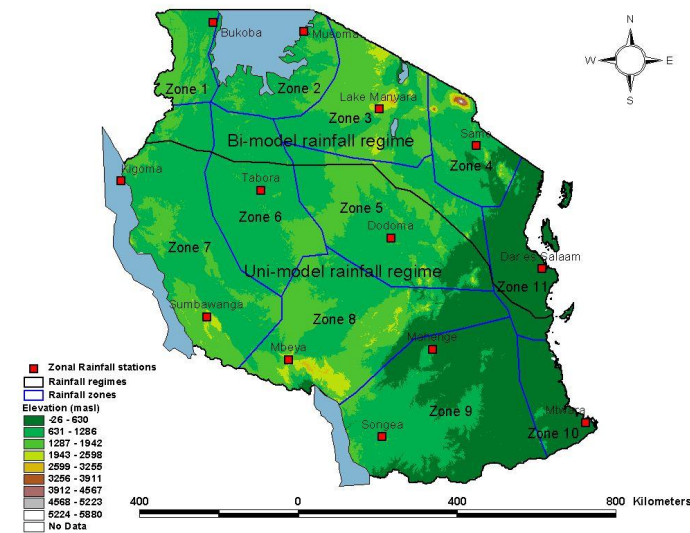 N
Bukoba
Musoma
W
E
S
Zone 1
Zone 2
Lake Manyara
Zone 3
Bi-model rainfall regime
Same
Zone 4
Kigoma
Tabora
Zone 5
Zone 6
Dodoma
Zone 7
Dar es Salaam
Uni-model rainfall regime
Zone 11
Sumbawanga
Zone 8
Mahenge
Mbeya
Zonal Rainfall stations
Rainfall regimes
Rainfall zones
Elevation (masl)
-26 - 630
631 - 1286
1287 - 1942
1943 - 2598
2599 - 3255
3256 - 3911
3912 - 4567
4568 - 5223
5224 - 5880
No Data
Zone 9
Mtwara
Songea
Zone 10
400
0
400
800
Kilometers